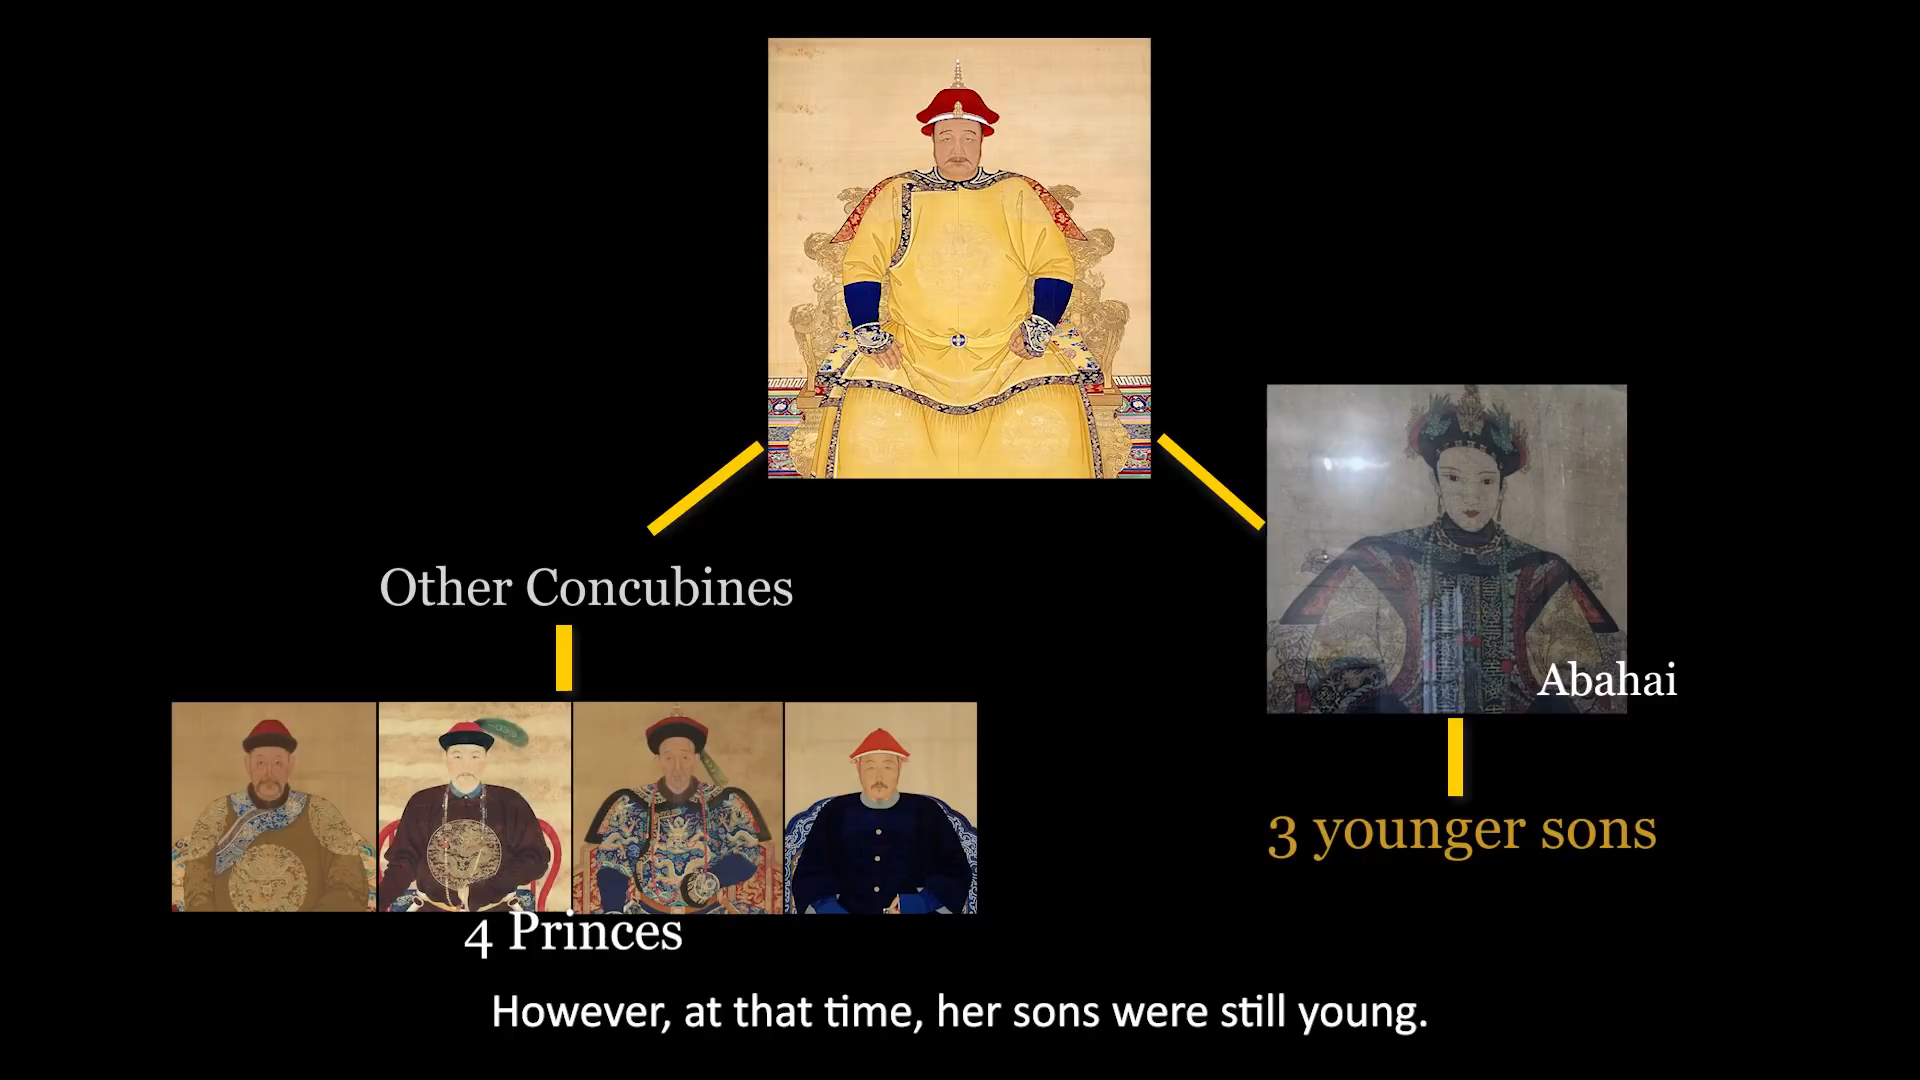 Other Concubines
Abahai
3 younger sons
4 Princes
However, at that time, her sons were still young.